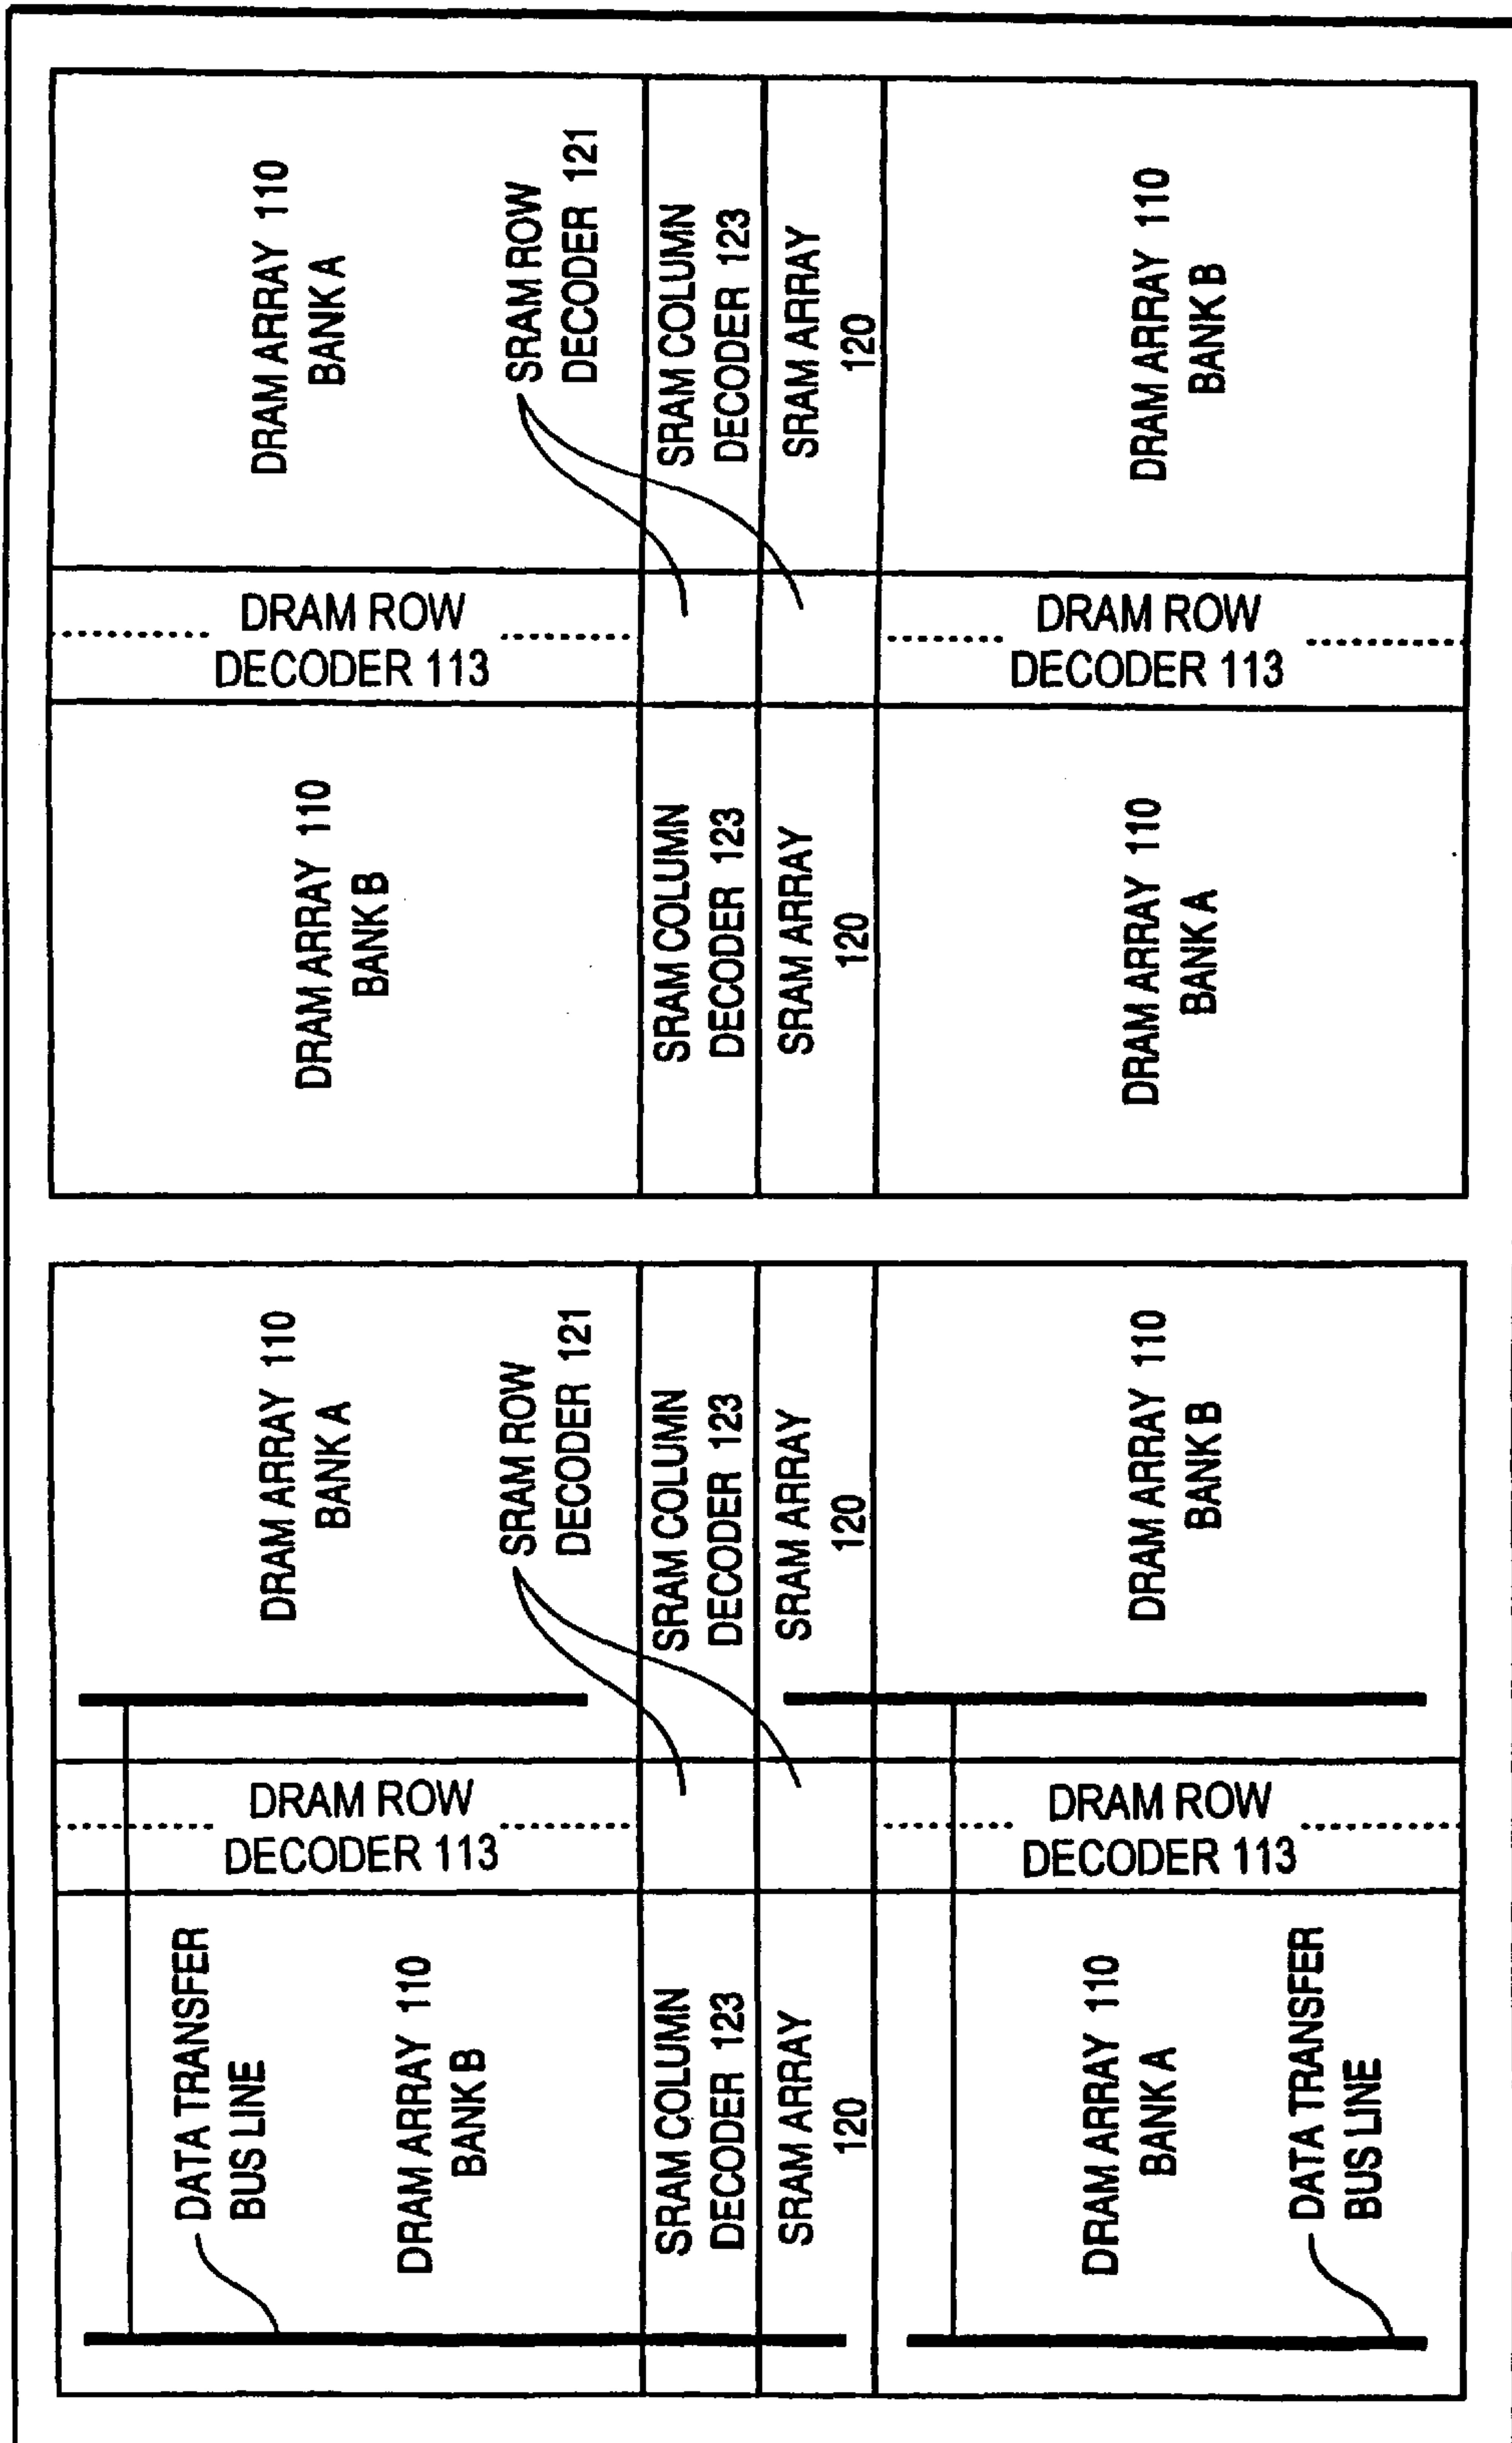 DRAM ARRAY 110
BANK A
SRAM ROW
DECODER 121
SRAM COLUMN
DECODER 123
SRAM ARRAY
120
DRAM ARRAY 110
BANK B
DRAM ROW
DECODER 113
DRAM ROW
DECODER 113
DRAM ARRAY 110
BANK B
SRAM COLUMN
DECODER 123
SRAM ARRAY
120
DRAM ARRAY 110
BANK A
DRAM ARRAY 110
BANK A
SRAM ROW
DECODER 121
SRAM COLUMN
DECODER 123
SRAM ARRAY
120
DRAM ARRAY 110
BANK B
DRAM ROW
DECODER 113
DRAM ROW
DECODER 113
DATA TRANSFER
BUS LINE
DRAM ARRAY 110
BANK B
SRAM COLUMN
DECODER 123
SRAM ARRAY
120
DRAM ARRAY 110
BANK A
DATA TRANSFER
BUS LINE